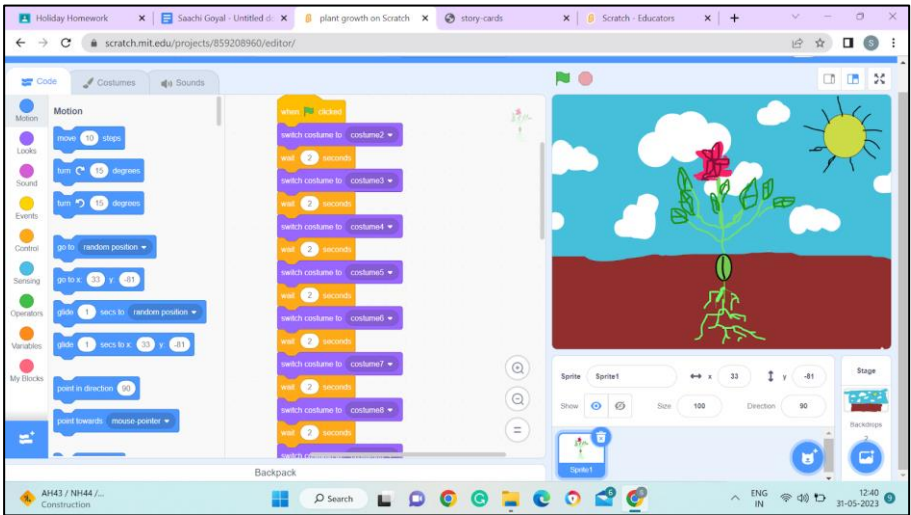 Holiday Homework
Saachi Goyal - Untitled d
plant growth on Scratch
story-cards
Scratch - Educators
scratch.mit.edu/projects/859208960/editor/
S
Code
Costumes
Sounds
Motion
Looks
Sound
Events
Control
Sensing
Operators
Variables
My Blocks
Motion
move 10 steps
turn 15 degrees
turn 15 degrees
go to random position
go to x: 33 y: -81
glide 1 secs to random position
glide 1 secs to x: 33 y: -81
point in direction 90
point towards mouse-pointer
when clicked
switch costume to costume2
wait 2 seconds
switch costume to costume3
wait 2 seconds
switch costume to costume4
wait 2 seconds
switch costume to costume5
wait 2 seconds
switch costume to costume6
wait 2 seconds
switch costume to costume7
wait 2 seconds
switch costume to costume8
wait 2 seconds
Sprite Sprite1 x 33 y -81
Show Size 100 Direction 90
Sprite1
Stage
Backdrops
2
Backpack
AH43 / NH44 /...
Construction
Search
ENG
IN
12:40
31-05-2023
9